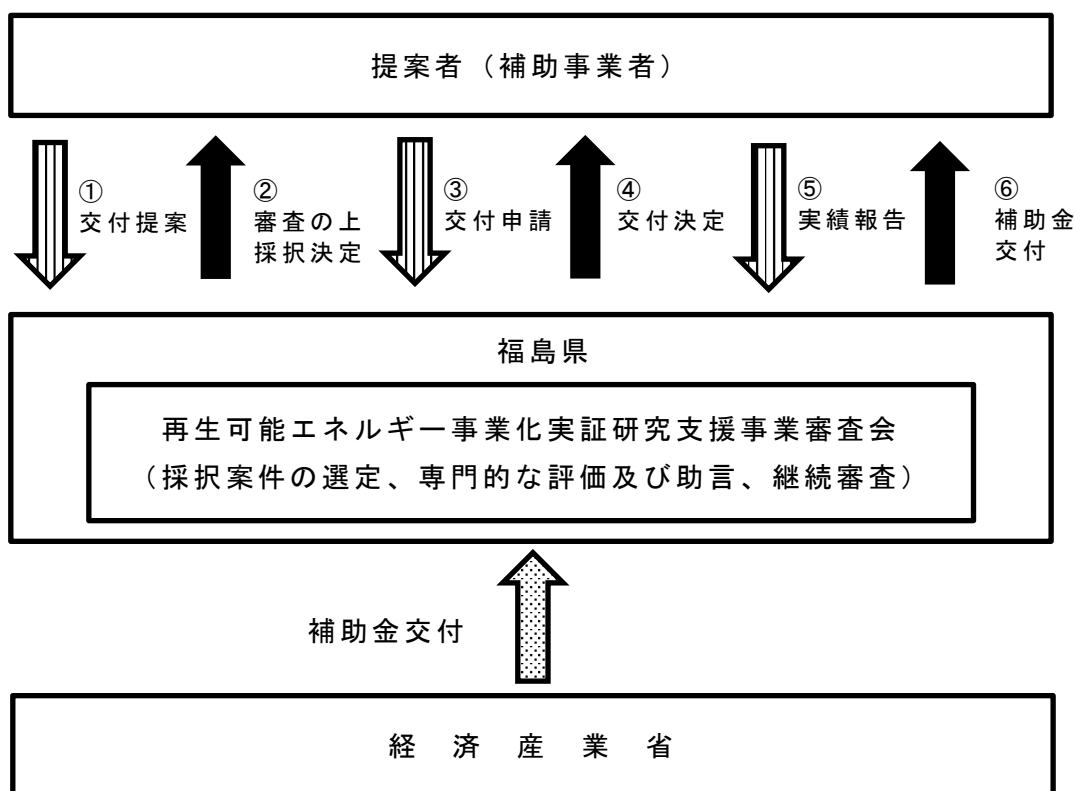 提案者（補助事業者）
①
交付提案
②
審査の上
採択決定
③
交付申請
④
交付決定
⑤
実績報告
⑥
補助金
交付
福島県
再生可能エネルギー事業化実証研究支援事業審査会
（採択案件の選定、専門的な評価及び助言、継続審査）
補助金交付
経済産業省